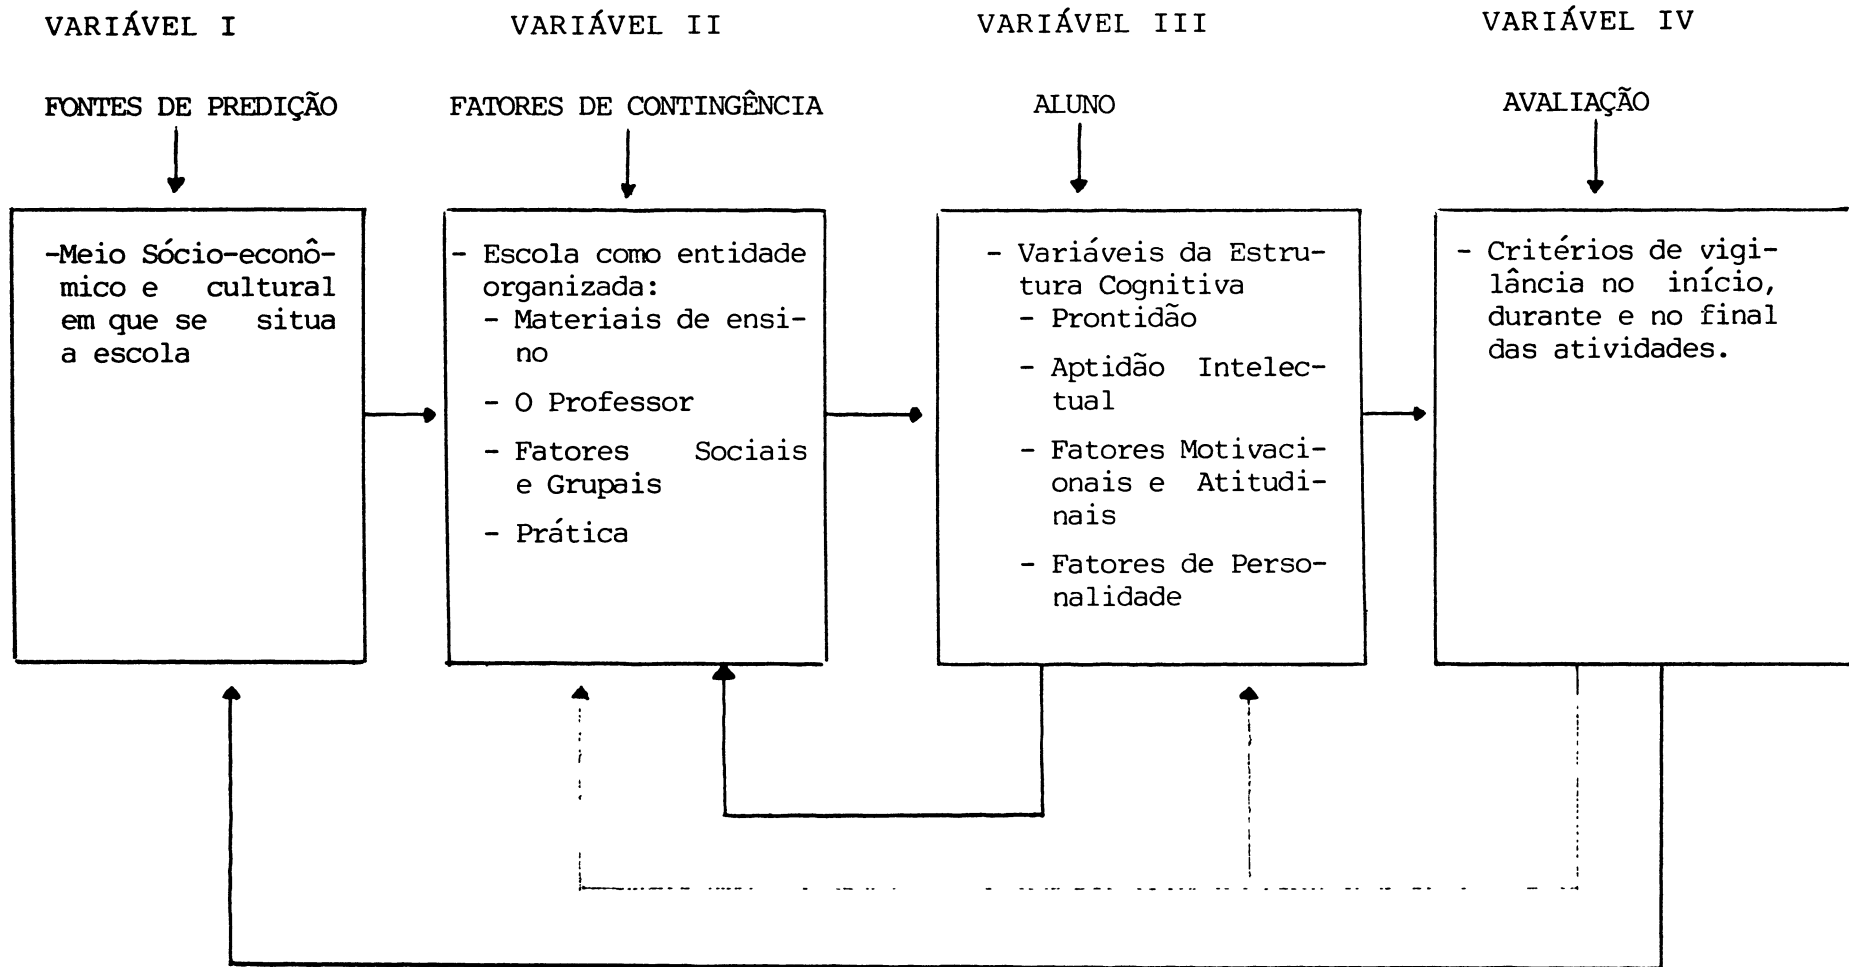 VARIÁVEL I
FONTES DE PREDIÇÃO
-Meio Sócio-econô-
mico e cultural
em que se situa
a escola
VARIÁVEL II
FATORES DE CONTINGÊNCIA
- Escola como entidade
organizada:
- Materiais de ensi-
no
- O Professor
- Fatores Sociais
e Grupais
- Prática
VARIÁVEL III
ALUNO
- Variáveis da Estru-
tura Cognitiva
- Prontidão
- Aptidão Intelec-
tual
- Fatores Motivaci-
onais e Atitudi-
nais
- Fatores de Perso-
nalidade
VARIÁVEL IV
AVALIAÇÃO
- Critérios de vigi-
lância no início,
durante e no final
das atividades.